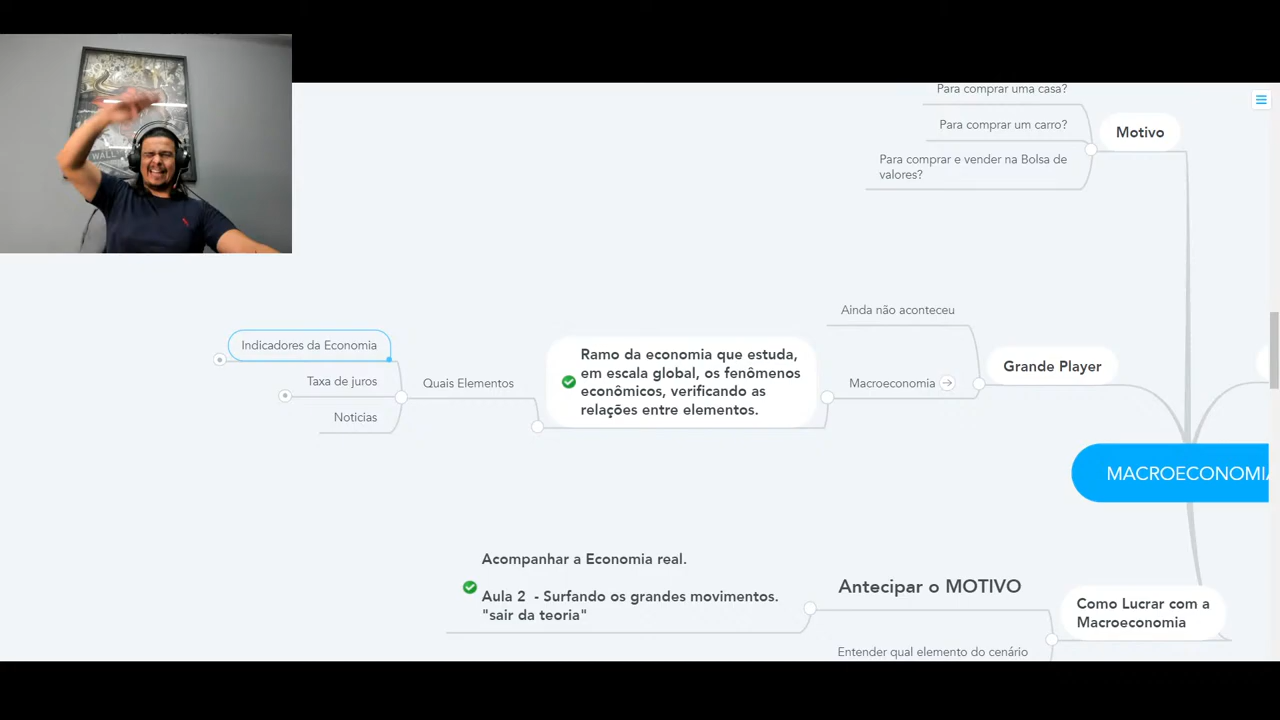 WALL
Para comprar uma casa?
Para comprar um carro?
Para comprar e vender na Bolsa de
valores?
Motivo
Ainda não aconteceu
Macroeconomia
Grande Player
Ramo da economia que estuda,
em escala global, os fenômenos
econômicos, verificando as
relações entre elementos.
Quais Elementos
Indicadores da Economia
Taxa de juros
Noticias
MACROECONOMIA
Acompanhar a Economia real.
Aula 2 - Surfando os grandes movimentos.
"sair da teoria"
Antecipar o MOTIVO
Entender qual elemento do cenário
Como Lucrar com a
Macroeconomia